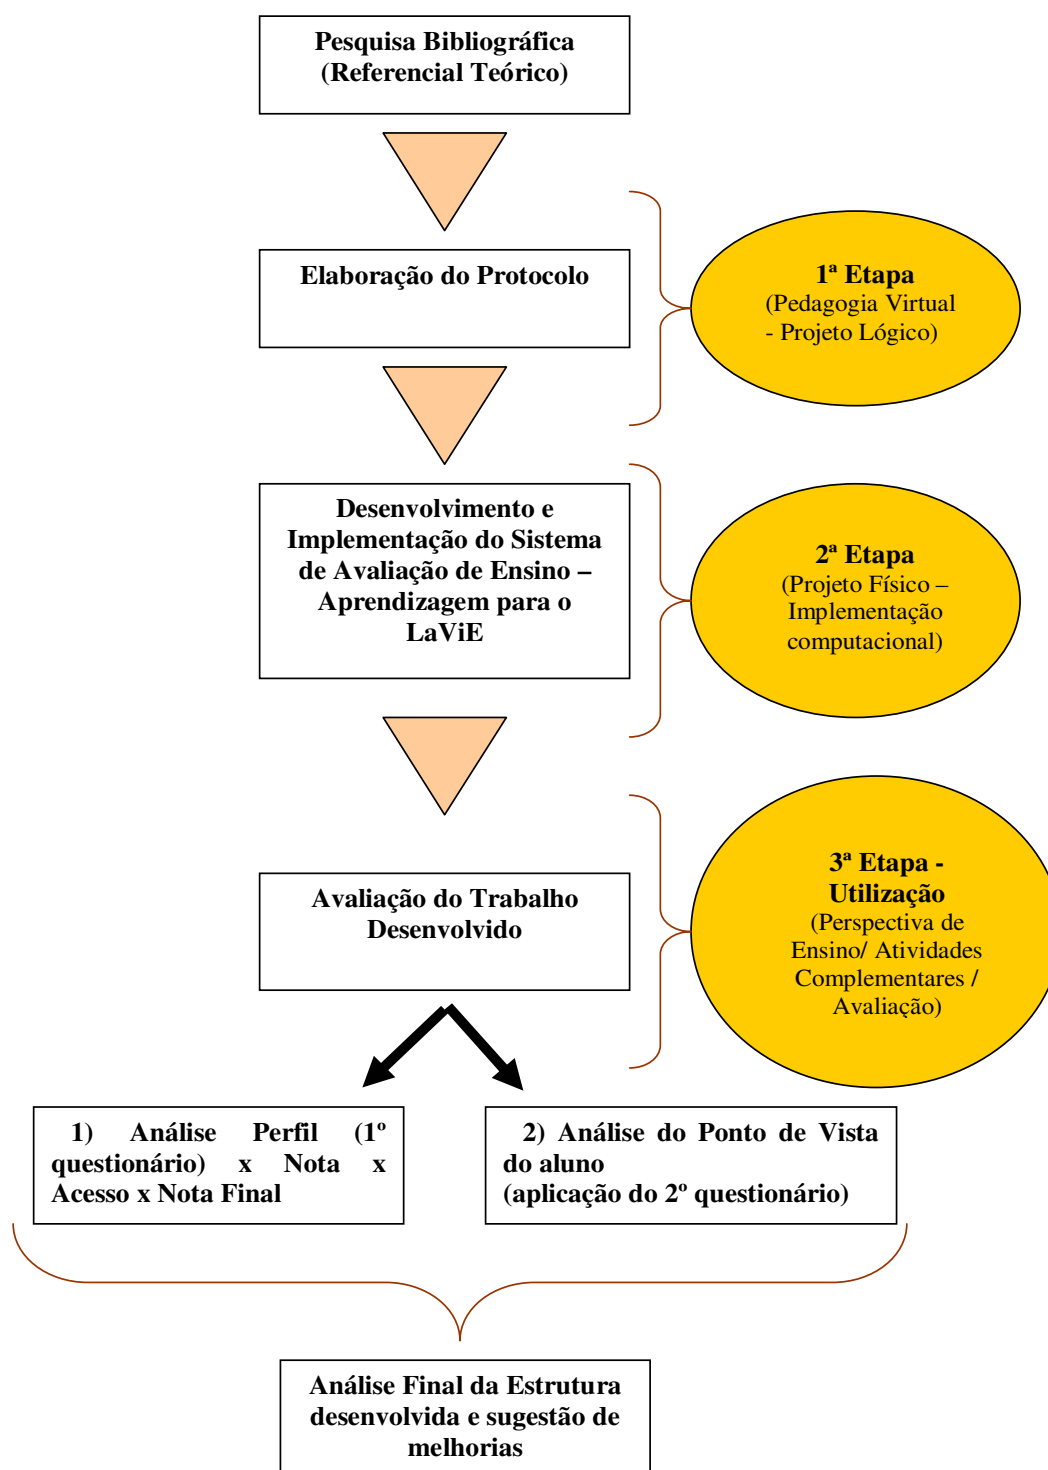 Pesquisa Bibliográfica
(Referencial Teórico)
Elaboração do Protocolo
1ª Etapa
(Pedagogia Virtual
- Projeto Lógico)
Desenvolvimento e
Implementação do Sistema
de Avaliação de Ensino –
Aprendizagem para o
LaViE
2ª Etapa
(Projeto Físico –
Implementação
computacional)
Avaliação do Trabalho
Desenvolvido
3ª Etapa -
Utilização
(Perspectiva de
Ensino/ Atividades
Complementares /
Avaliação)
1) Análise Perfil (1º
questionário) x Nota x
Acesso x Nota Final
2) Análise do Ponto de Vista
do aluno
(aplicação do 2º questionário)
Análise Final da Estrutura
desenvolvida e sugestão de
melhorias